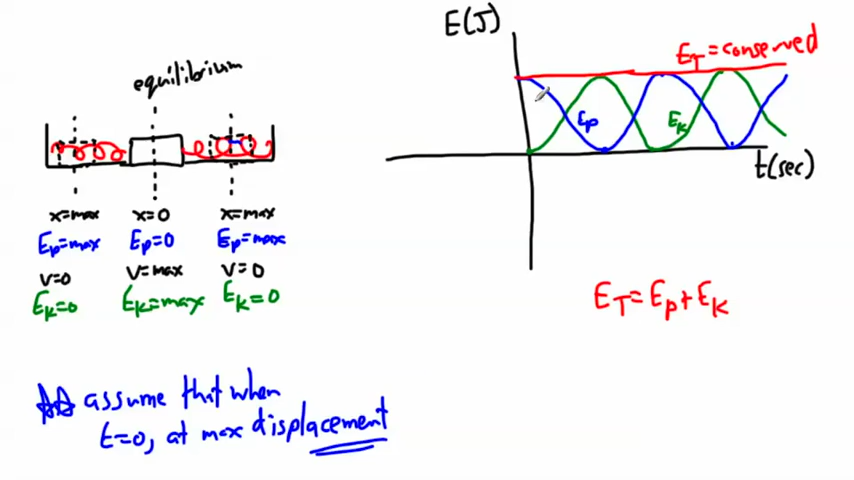 equilibrium
x=max x=0 x=max
Ep=max Ep=0 Ep=max
v=0 v=max v=0
Ek=0 Ek=max Ek=0
assume that when
t=0, at max displacement
E(J)
ET=conserved
Ep
Ek
t(sec)
ET=Ep+Ek